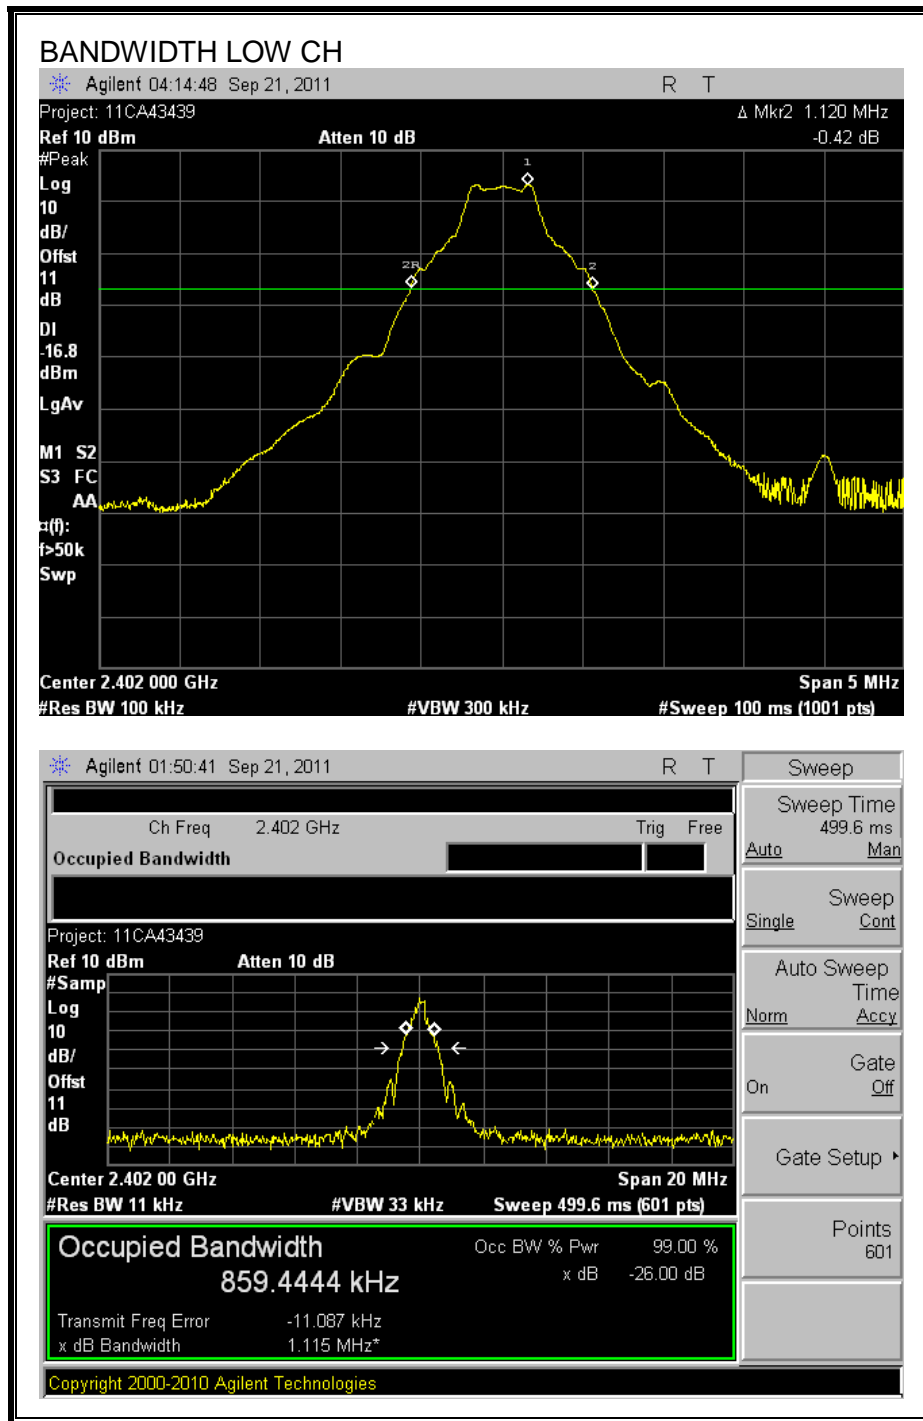 BANDWIDTH LOW CH
Agilent 04:14:48 Sep 21, 2011 R T
Project: 11CA43439 Δ Mkr2 1.120 MHz
Ref 10 dBm Atten 10 dB -0.42 dB
#Peak
Log
10
dB/
Offst
11
dB
DI
-16.8
dBm
LgAv
M1 S2
S3 FC
AA
¤(f):
f>50k
Swp
1
2R
2
Center 2.402 000 GHz Span 5 MHz
#Res BW 100 kHz #VBW 300 kHz #Sweep 100 ms (1001 pts)
Agilent 01:50:41 Sep 21, 2011 R T
Ch Freq 2.402 GHz Trig Free
Occupied Bandwidth
Project: 11CA43439
Ref 10 dBm Atten 10 dB
#Samp
Log
10
dB/
Offst
11
dB
Center 2.402 00 GHz Span 20 MHz
#Res BW 11 kHz #VBW 33 kHz Sweep 499.6 ms (601 pts)
Occupied Bandwidth Occ BW % Pwr 99.00 %
859.4444 kHz x dB -26.00 dB
Transmit Freq Error -11.087 kHz
x dB Bandwidth 1.115 MHz*
Copyright 2000-2010 Agilent Technologies
Sweep
Sweep Time
499.6 ms
Auto Man
Sweep
Single Cont
Auto Sweep
Time
Norm Accy
Gate
On Off
Gate Setup
Points
601